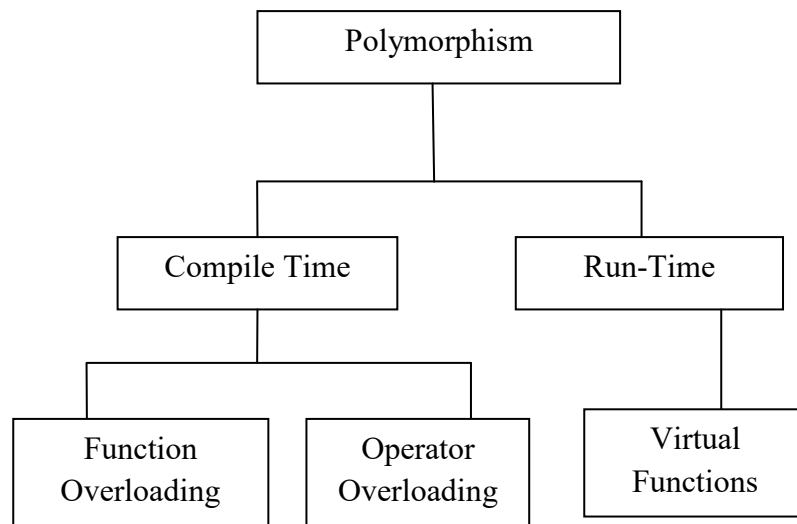 Polymorphism
Compile Time
Run-Time
Function
Overloading
Operator
Overloading
Virtual
Functions